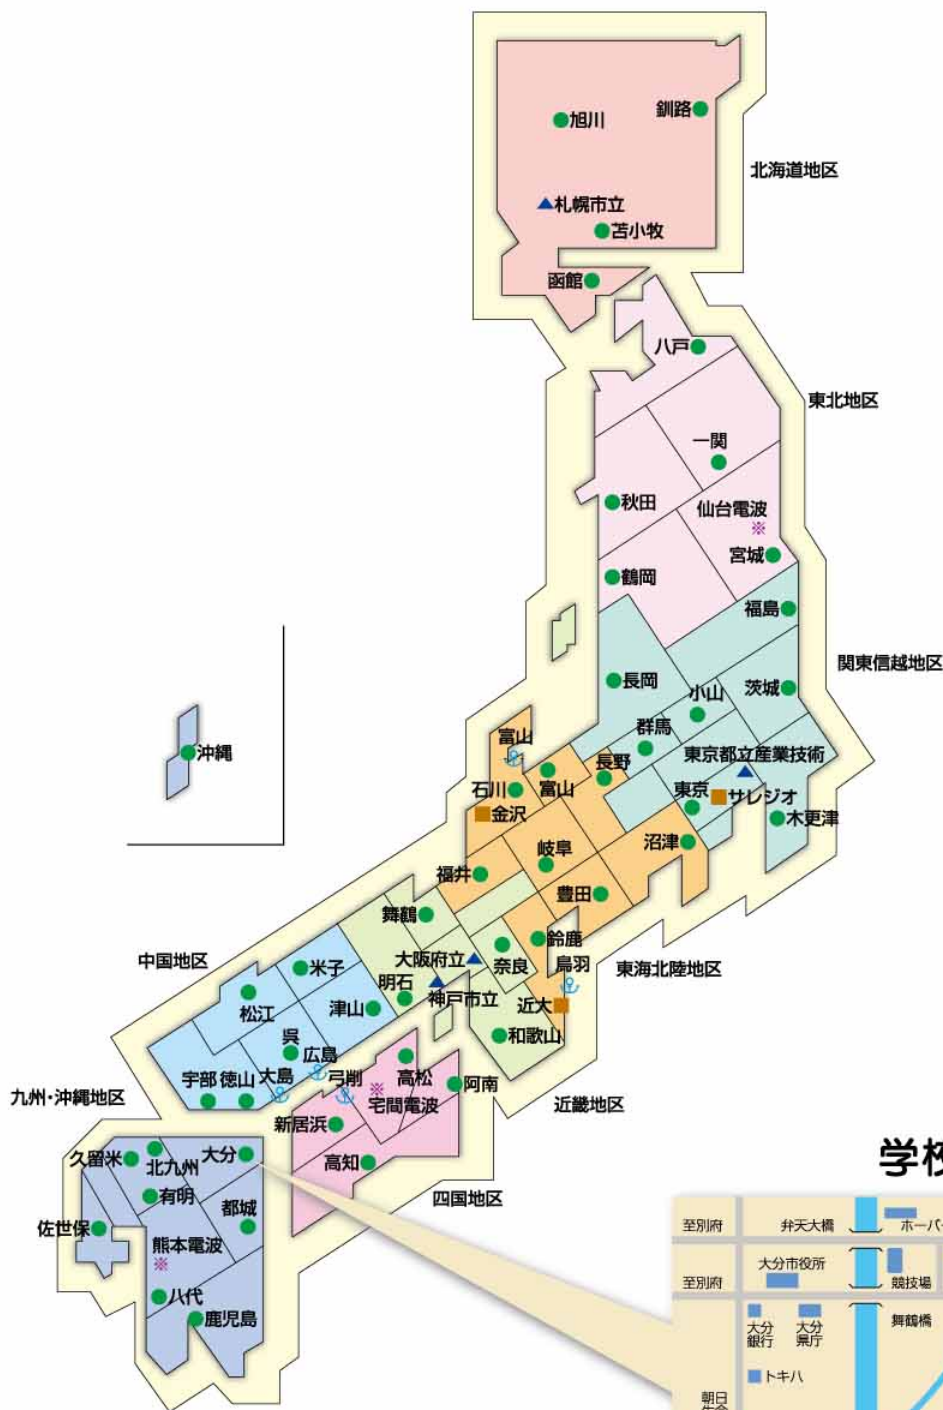 旭川
釧路
北海道地区
札幌市立
苫小牧
函館
八戸
東北地区
一関
秋田
仙台電波
※
宮城
鶴岡
福島
関東信越地区
長岡
茨城
小山
富山
群馬
沖縄
東京都立産業技術
長野
石川
富山
東京
サレジオ
金沢
木更津
沼津
岐阜
福井
豊田
舞鶴
鈴鹿
中国地区
大阪府立
奈良
鳥羽
東海北陸地区
米子
明石
神戸市立
近大
松江
津山
和歌山
呉
広島
宇部
徳山
大島
弓削
※
高松
阿南
九州・沖縄地区
宅間電波
近畿地区
新居浜
学校
久留米
北九州
大分
高知
有明
四国地区
佐世保
都城
至別府
弁天大橋
ホーバー
熊本電波
※
大分市役所
至別府
競技場
八代
鹿児島
大分
銀行
大分
県庁
舞鶴橋
トキハ
朝日